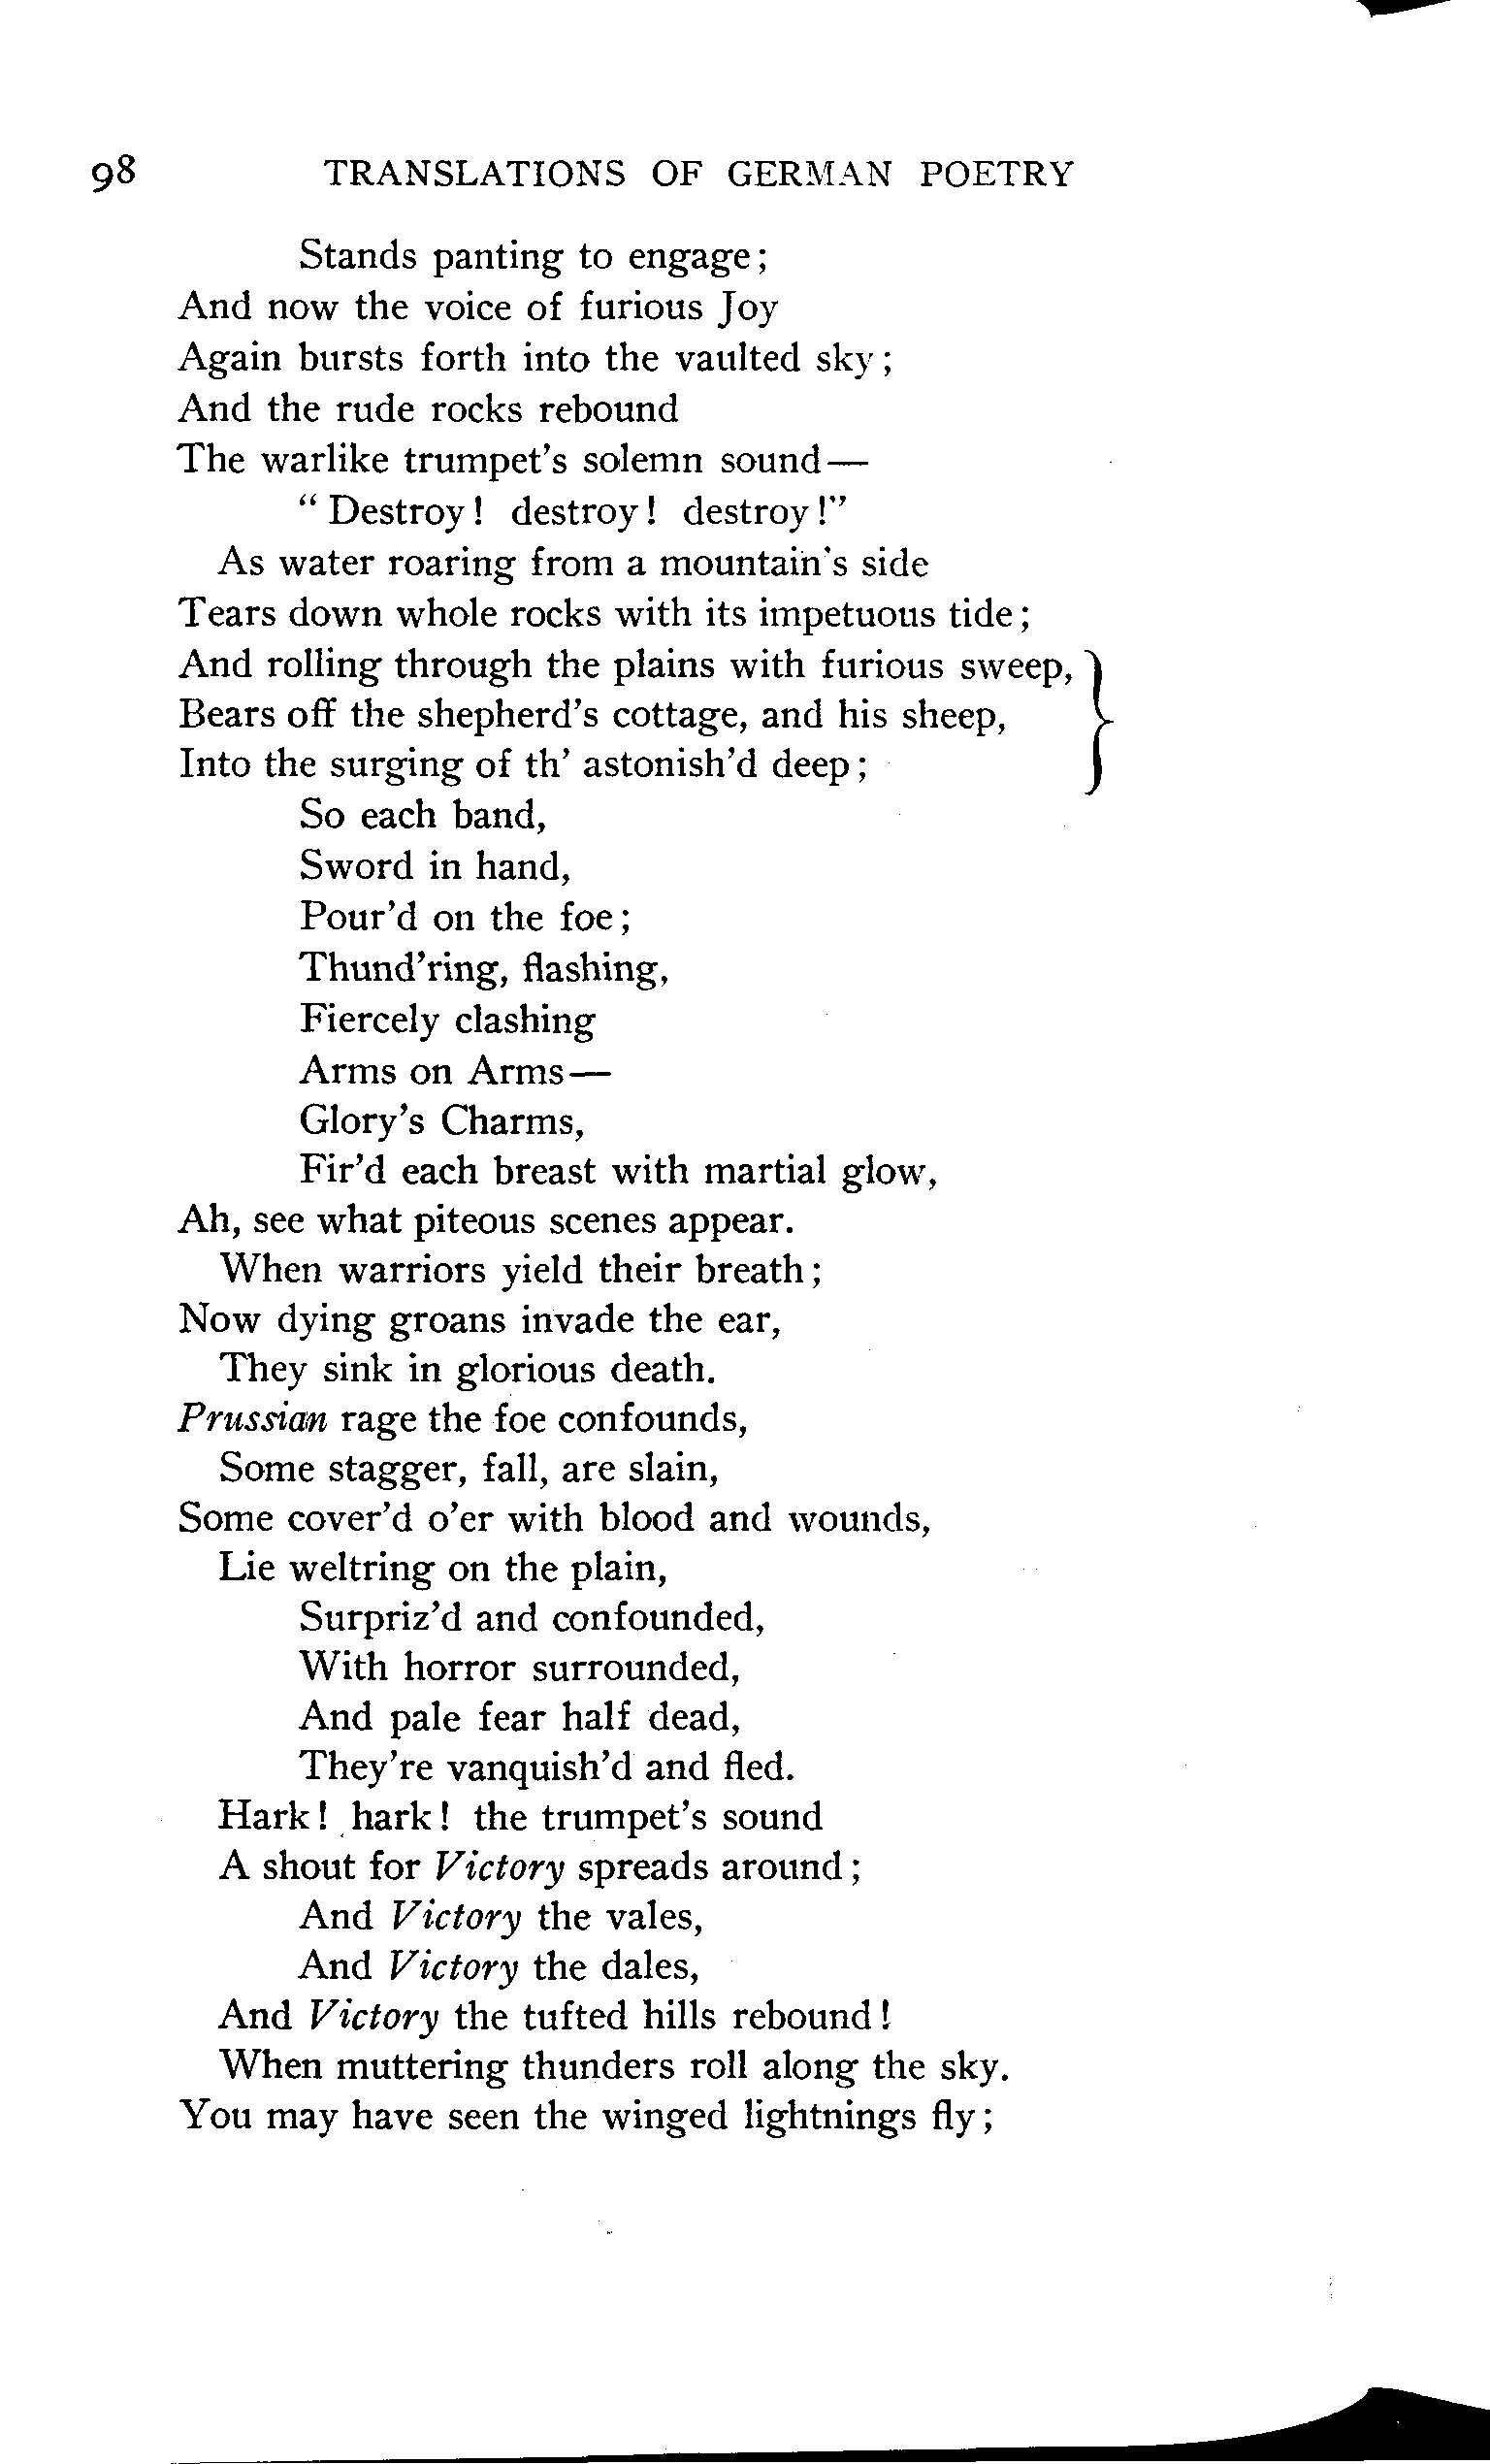 98 TRANSLATIONS OF GERMAN POETRY
Stands panting to engage;
And now the voice of furious Joy
Again bursts forth into the vaulted sky;
And the rude rocks rebound
The warlike trumpet's solemn sound—
"Destroy! destroy! destroy!"
As water roaring from a mountain's side
Tears down whole rocks with its impetuous tide;
And rolling through the plains with furious sweep,
Bears off the shepherd's cottage, and his sheep,
Into the surging of th' astonish'd deep;
So each band,
Sword in hand,
Pour'd on the foe;
Thund'ring, flashing,
Fiercely clashing
Arms on Arms—
Glory's Charms,
Fir'd each breast with martial glow,
Ah, see what piteous scenes appear.
When warriors yield their breath;
Now dying groans invade the ear,
They sink in glorious death.
Prussian rage the foe confounds,
Some stagger, fall, are slain,
Some cover'd o'er with blood and wounds,
Lie weltring on the plain,
Surpriz'd and confounded,
With horror surrounded,
And pale fear half dead,
They're vanquish'd and fled.
Hark! hark! the trumpet's sound
A shout for Victory spreads around;
And Victory the vales,
And Victory the dales,
And Victory the tufted hills rebound!
When muttering thunders roll along the sky.
You may have seen the winged lightnings fly;